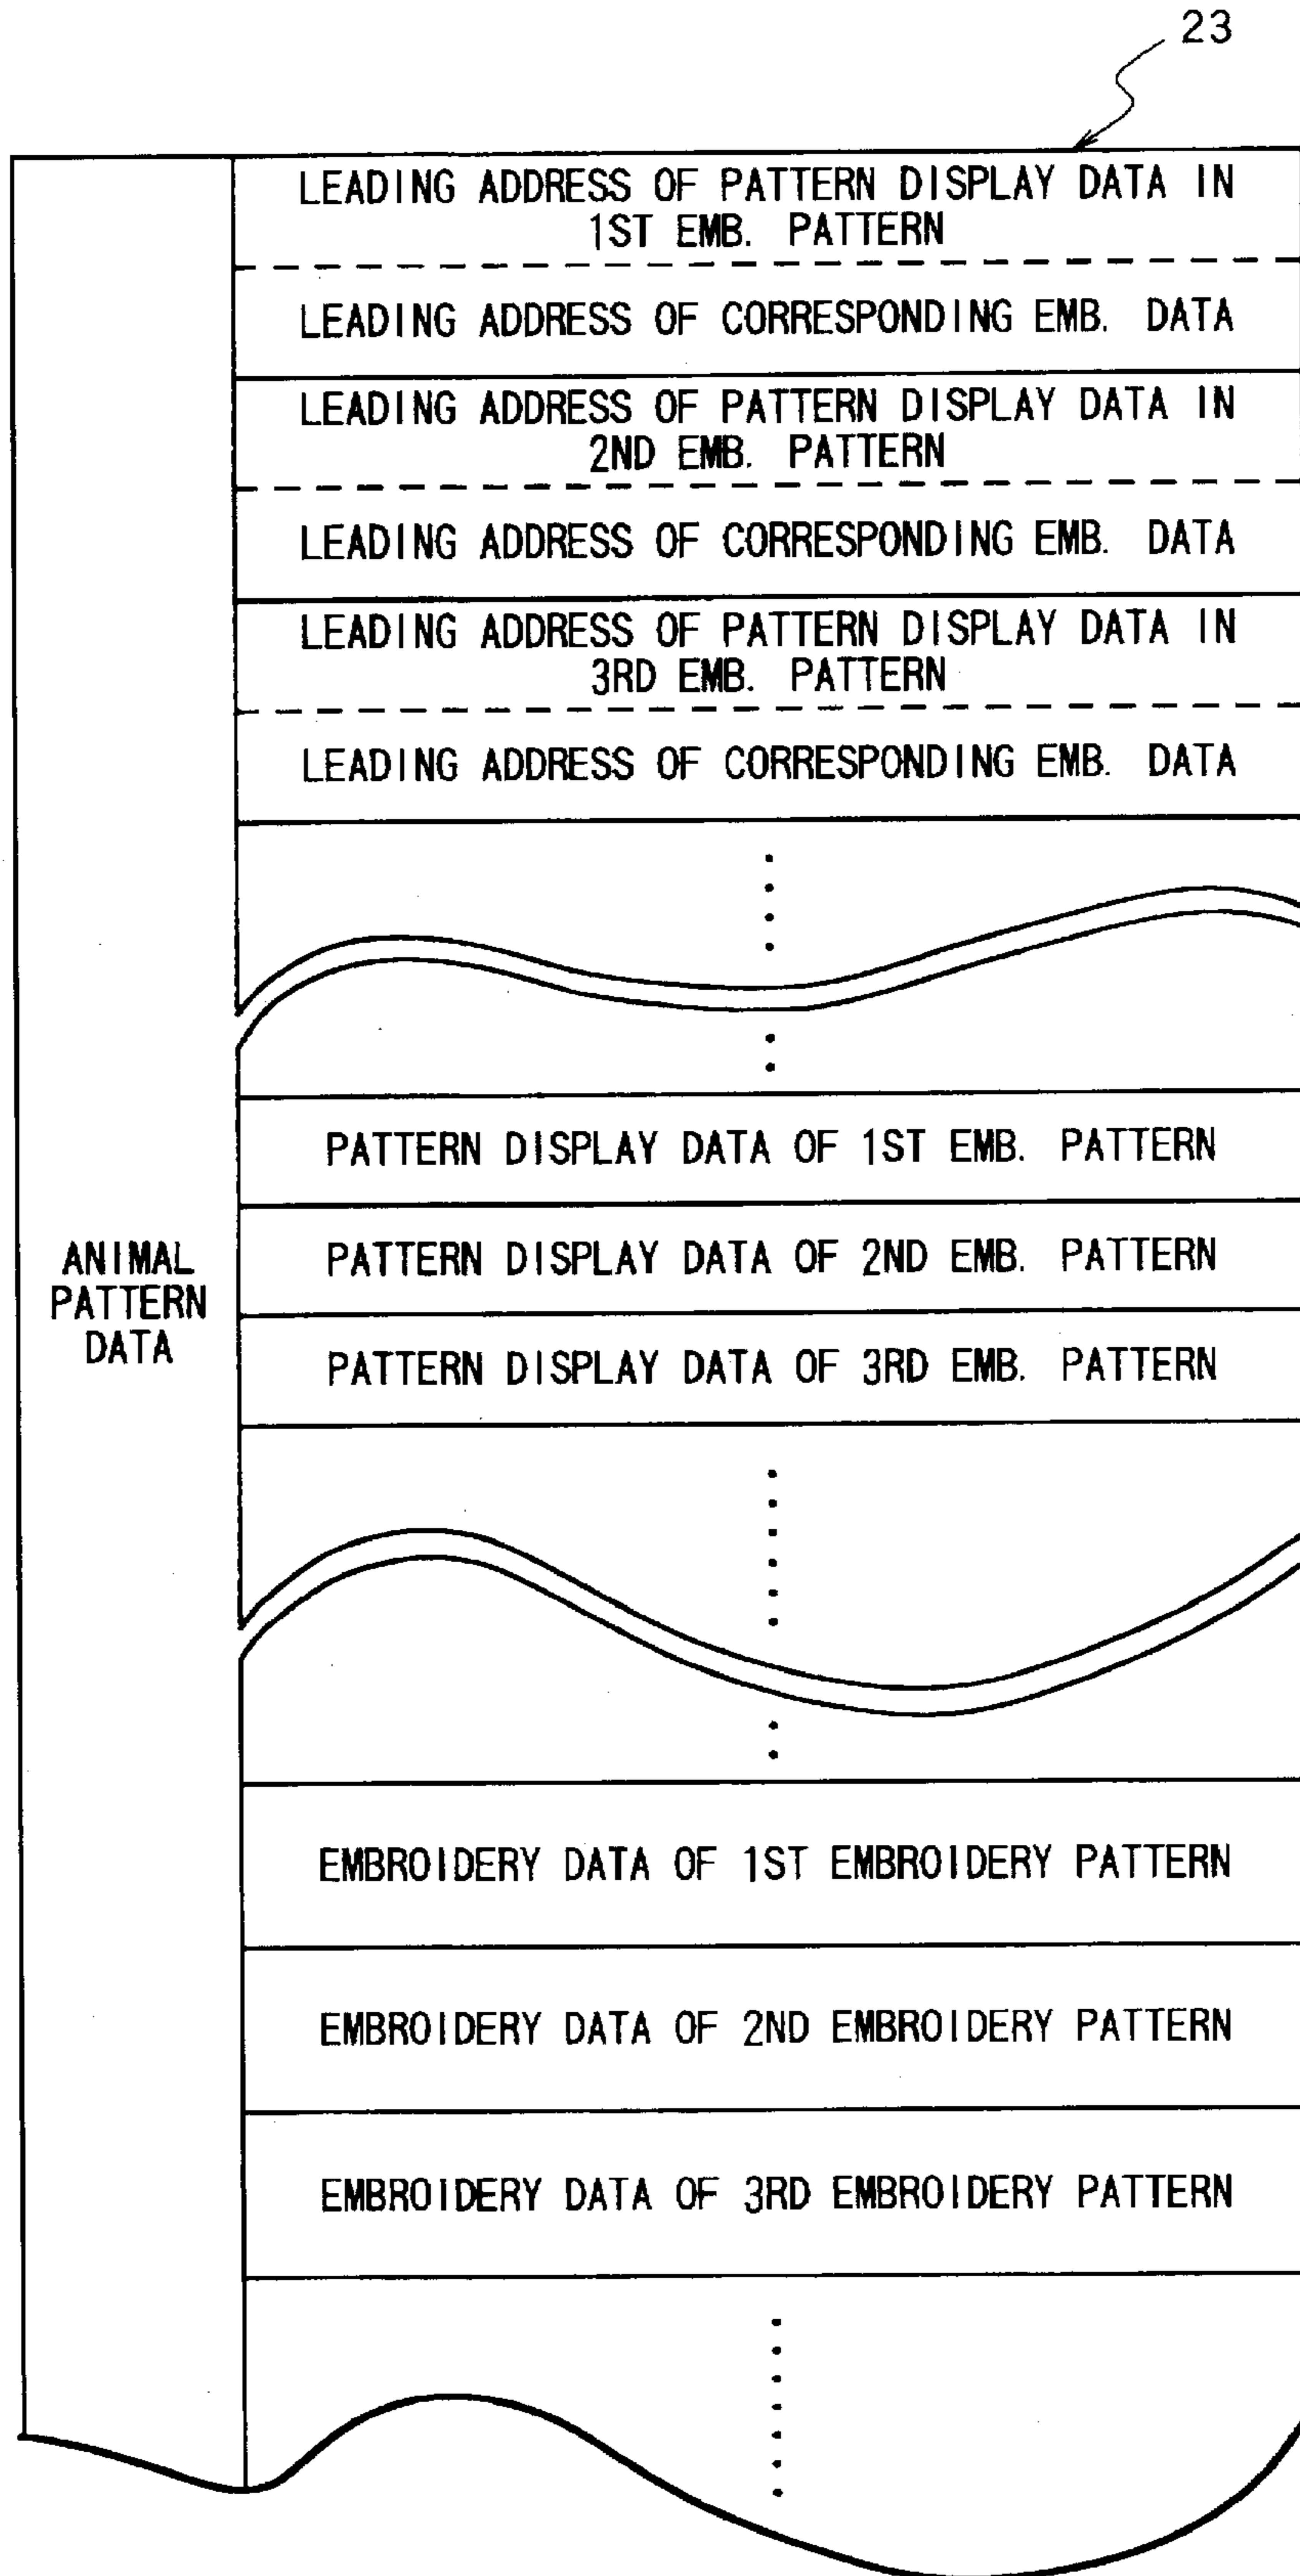 23
LEADING ADDRESS OF PATTERN DISPLAY DATA IN
1ST EMB. PATTERN
LEADING ADDRESS OF CORRESPONDING EMB. DATA
LEADING ADDRESS OF PATTERN DISPLAY DATA IN
2ND EMB. PATTERN
LEADING ADDRESS OF CORRESPONDING EMB. DATA
LEADING ADDRESS OF PATTERN DISPLAY DATA IN
3RD EMB. PATTERN
LEADING ADDRESS OF CORRESPONDING EMB. DATA
PATTERN DISPLAY DATA OF 1ST EMB. PATTERN
PATTERN DISPLAY DATA OF 2ND EMB. PATTERN
PATTERN DISPLAY DATA OF 3RD EMB. PATTERN
ANIMAL
PATTERN
DATA
EMBROIDERY DATA OF 1ST EMBROIDERY PATTERN
EMBROIDERY DATA OF 2ND EMBROIDERY PATTERN
EMBROIDERY DATA OF 3RD EMBROIDERY PATTERN